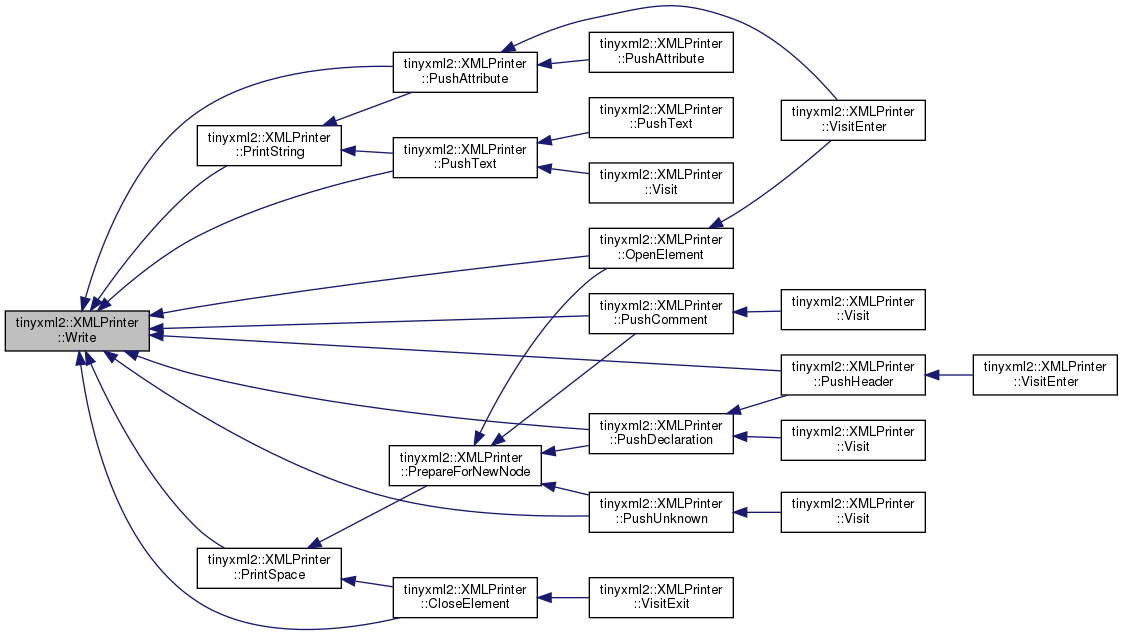 tinyxml2::XMLPrinter
::Write
tinyxml2::XMLPrinter
::PrintString
tinyxml2::XMLPrinter
::PrintSpace
tinyxml2::XMLPrinter
::PushAttribute
tinyxml2::XMLPrinter
::PushText
tinyxml2::XMLPrinter
::PrepareForNewNode
tinyxml2::XMLPrinter
::CloseElement
tinyxml2::XMLPrinter
::PushAttribute
tinyxml2::XMLPrinter
::PushText
tinyxml2::XMLPrinter
::Visit
tinyxml2::XMLPrinter
::OpenElement
tinyxml2::XMLPrinter
::PushComment
tinyxml2::XMLPrinter
::PushDeclaration
tinyxml2::XMLPrinter
::PushUnknown
tinyxml2::XMLPrinter
::VisitExit
tinyxml2::XMLPrinter
::VisitEnter
tinyxml2::XMLPrinter
::Visit
tinyxml2::XMLPrinter
::PushHeader
tinyxml2::XMLPrinter
::Visit
tinyxml2::XMLPrinter
::Visit
tinyxml2::XMLPrinter
::VisitEnter